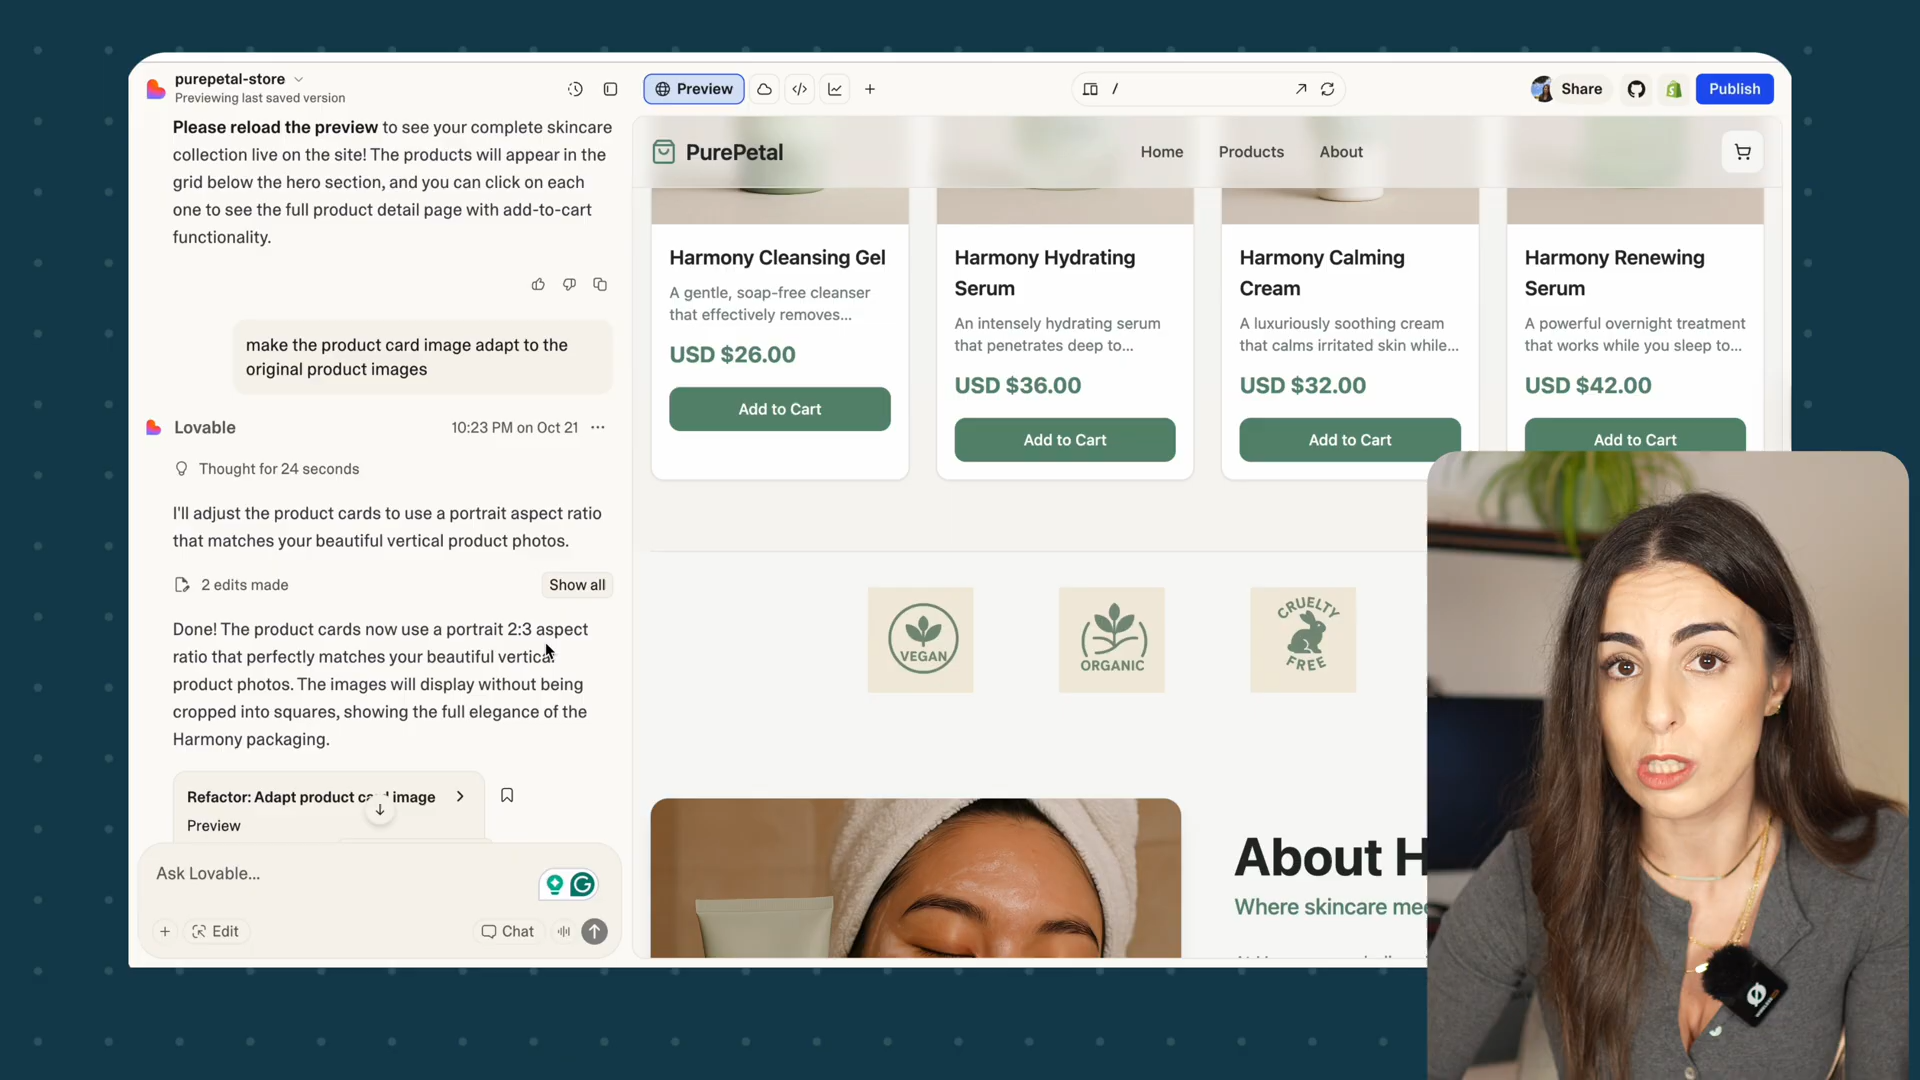 purepetal-store
Previewing last saved version
Preview
/
Share
Publish
Please reload the preview to see your complete skincare
collection live on the site! The products will appear in the
grid below the hero section, and you can click on each
one to see the full product detail page with add-to-cart
functionality.
make the product card image adapt to the
original product images
Lovable
10:23 PM on Oct 21
Thought for 24 seconds
I'll adjust the product cards to use a portrait aspect ratio
that matches your beautiful vertical product photos.
2 edits made
Show all
Done! The product cards now use a portrait 2:3 aspect
ratio that perfectly matches your beautiful vertical
product photos. The images will display without being
cropped into squares, showing the full elegance of the
Harmony packaging.
Refactor: Adapt product card image
Preview
Ask Lovable...
Edit
Chat
PurePetal
Home
Products
About
Harmony Cleansing Gel
A gentle, soap-free cleanser
that effectively removes...
USD $26.00
Add to Cart
Harmony Hydrating
Serum
An intensely hydrating serum
that penetrates deep to...
USD $36.00
Add to Cart
Harmony Calming
Cream
A luxuriously soothing cream
that calms irritated skin while...
USD $32.00
Add to Cart
Harmony Renewing
Serum
A powerful overnight treatment
that works while you sleep to...
USD $42.00
Add to Cart
VEGAN
ORGANIC
CRUELTY
FREE
About H
Where skincare mee